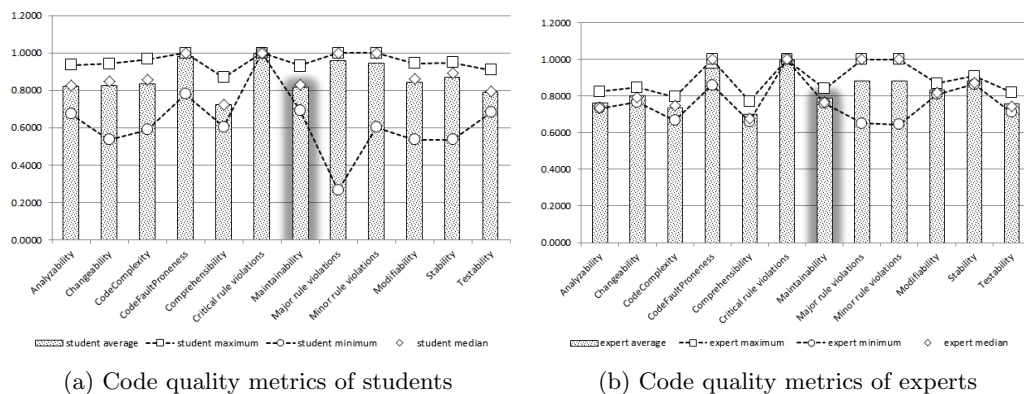 1.2000
1.0000
0.8000
0.6000
0.4000
0.2000
0.0000
Analyzability
Changeability
CodeComplexity
CodeFaultProneness
Comprehensibility
Critical rule violations
Maintainability
Major rule violations
Minor rule violations
Modifiability
Stability
Testability
student average student maximum student minimum student median
(a) Code quality metrics of students
1.2000
1.0000
0.8000
0.6000
0.4000
0.2000
0.0000
Analyzability
Changeability
CodeComplexity
CodeFaultProneness
Comprehensibility
Critical rule violations
Maintainability
Major rule violations
Minor rule violations
Modifiability
Stability
Testability
expert average expert maximum expert minimum expert median
(b) Code quality metrics of experts